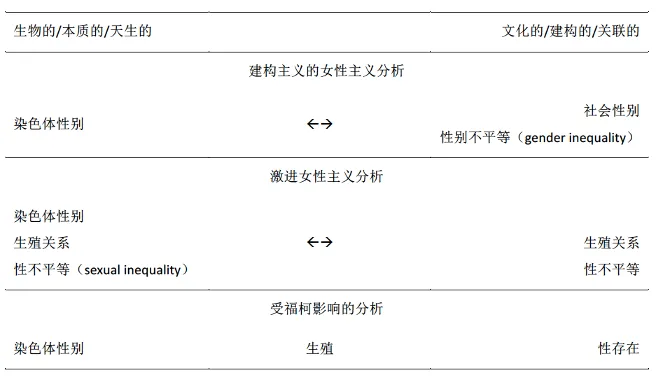 生物的/本质的/天生的 文化的/建构的/关联的
建构主义的女性主义分析
社会性别
染色体性别 ←→
性别不平等（gender inequality）
激进女性主义分析
染色体性别
生殖关系 ←→ 生殖关系
性不平等（sexual inequality） 性不平等
受福柯影响的分析
染色体性别 生殖 性存在